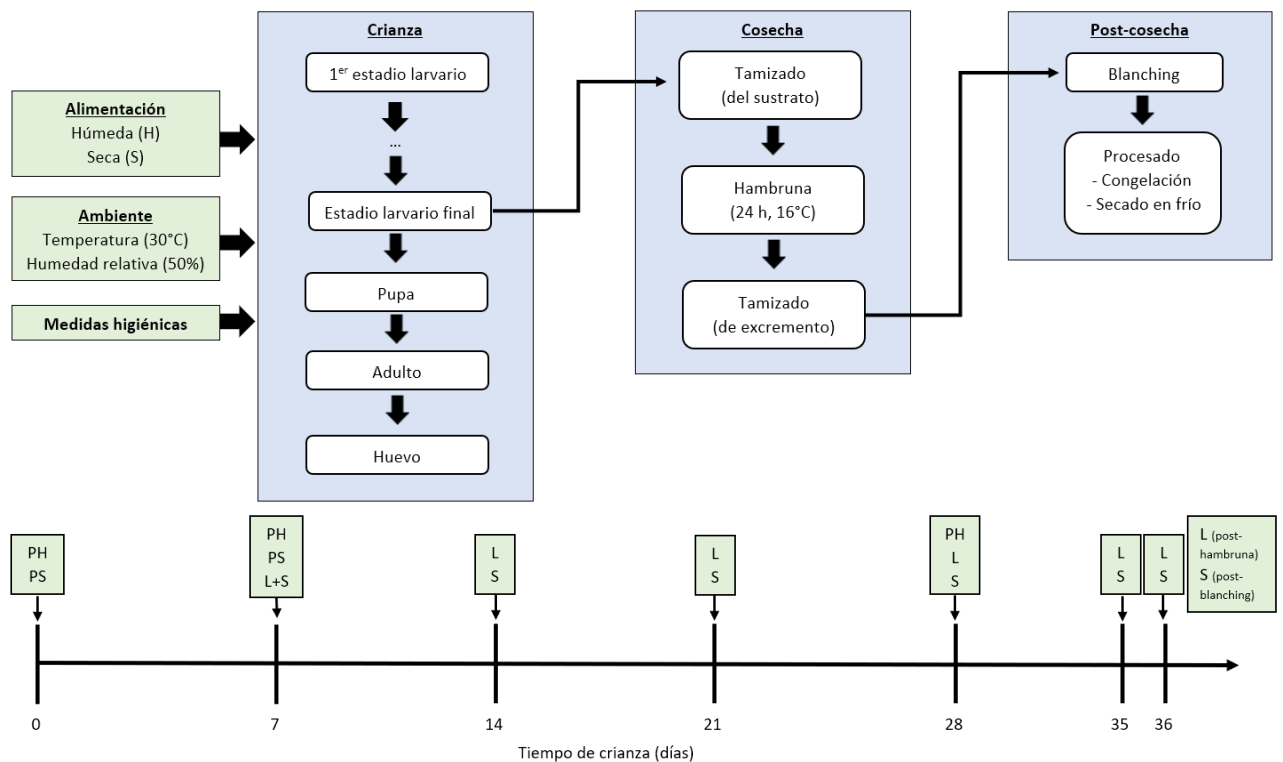 Crianza
1er estadio larvario
...
Estadio larvario final
Pupa
Adulto
Huevo
Alimentación
Húmeda (H)
Seca (S)
Ambiente
Temperatura (30°C)
Humedad relativa (50%)
Medidas higiénicas
Cosecha
Tamizado
(del sustrato)
Hambruna
(24 h, 16°C)
Tamizado
(de excremento)
Post-cosecha
Blanching
Procesado
- Congelación
- Secado en frío
PH
PS
PH
PS
L+S
L
S
L
S
PH
L
S
L
S
L
S
L (post-
hambruna)
S (post-
blanching)
0
7
14
21
28
35
36
Tiempo de crianza (días)